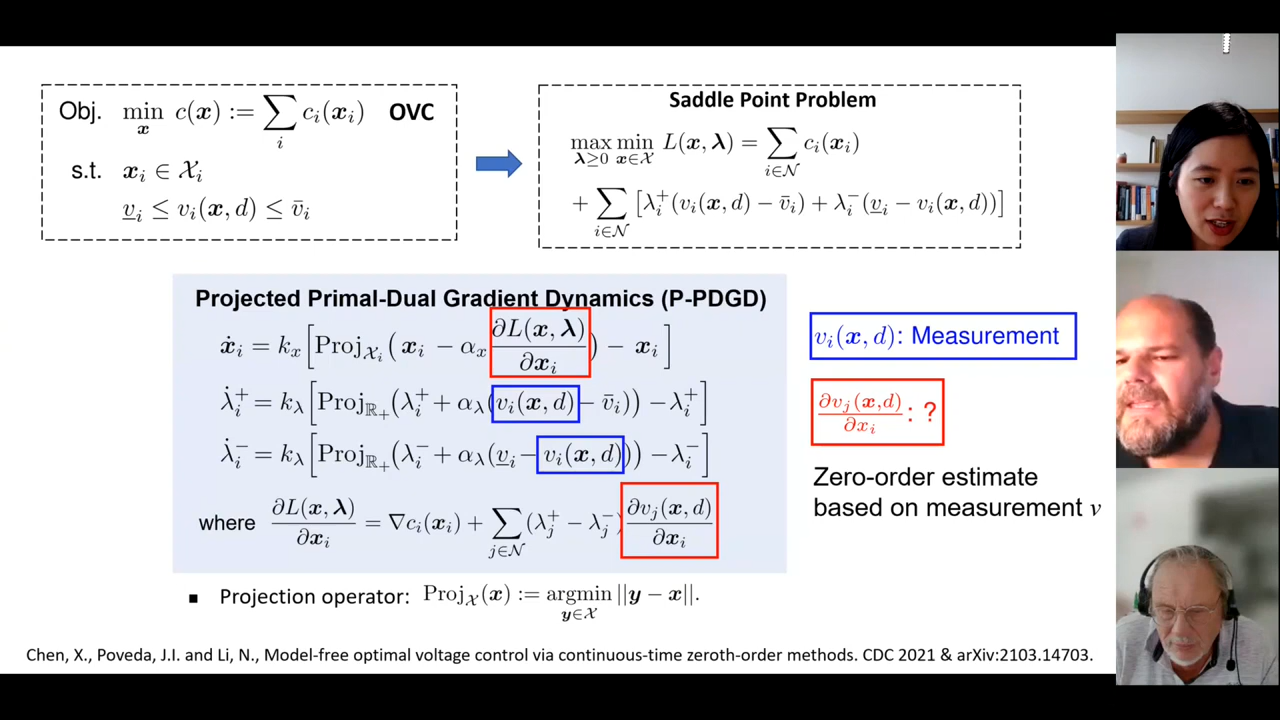 Obj. min_x c(x) := ∑_i c_i(x_i) OVC
s.t. x_i ∈ X_i
v̲_i ≤ v_i(x, d) ≤ v̄_i
Saddle Point Problem
max_{λ≥0} min_{x∈X} L(x, λ) = ∑_{i∈N} c_i(x_i)
+ ∑_{i∈N} [λ_i^+(v_i(x, d) − v̄_i) + λ_i^-(v̲_i − v_i(x, d))]
Projected Primal-Dual Gradient Dynamics (P-PDGD)
ẋ_i = k_x[Proj_{X_i}(x_i − α_x ∂L(x, λ)/∂x_i) − x_i]
λ̇_i^+ = k_λ[Proj_{ℝ_+}(λ_i^+ + α_λ(v_i(x, d) − v̄_i)) − λ_i^+]
λ̇_i^- = k_λ[Proj_{ℝ_+}(λ_i^- + α_λ(v̲_i − v_i(x, d))) − λ_i^-]
where ∂L(x, λ)/∂x_i = ∇c_i(x_i) + ∑_{j∈N} (λ_j^+ − λ_j^-) ∂v_j(x, d)/∂x_i
v_i(x, d): Measurement
∂v_j(x,d)/∂x_i : ?
Zero-order estimate
based on measurement v
▪ Projection operator: Proj_X(x) := argmin_{y∈X} ||y − x||.
Chen, X., Poveda, J.I. and Li, N., Model-free optimal voltage control via continuous-time zeroth-order methods. CDC 2021 & arXiv:2103.14703.